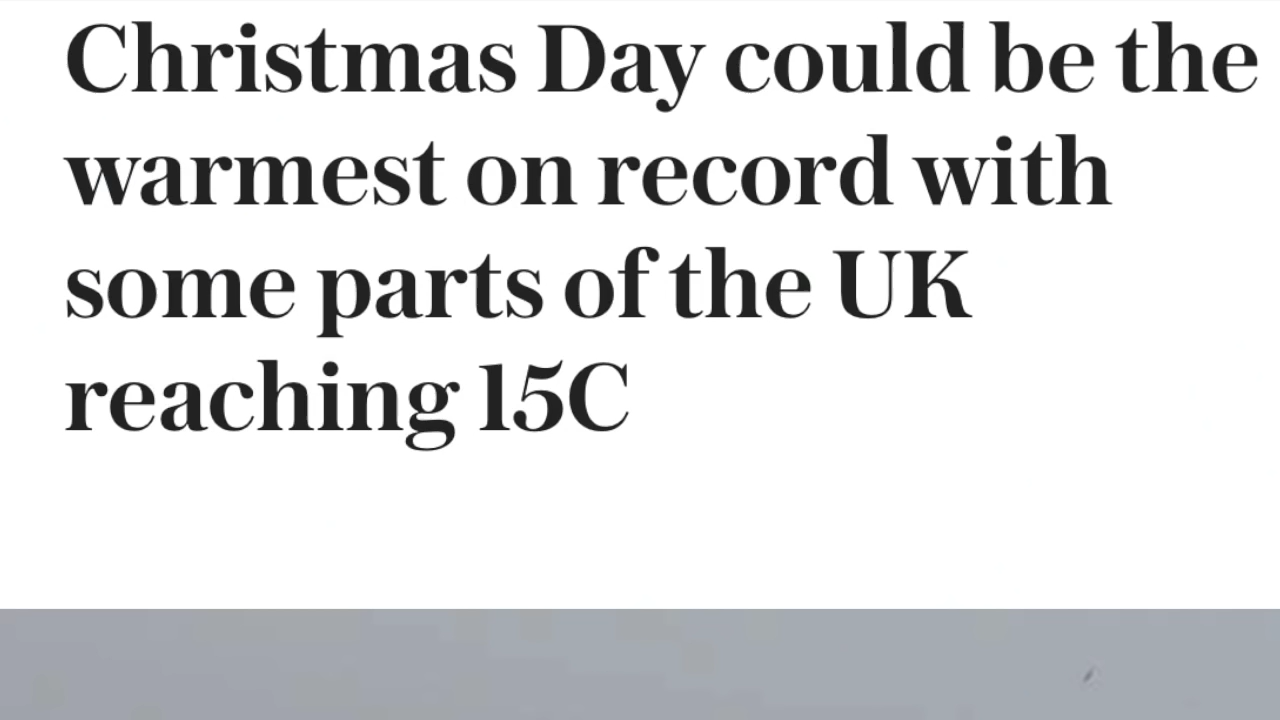 Christmas Day could be the
warmest on record with
some parts of the UK
reaching 15C